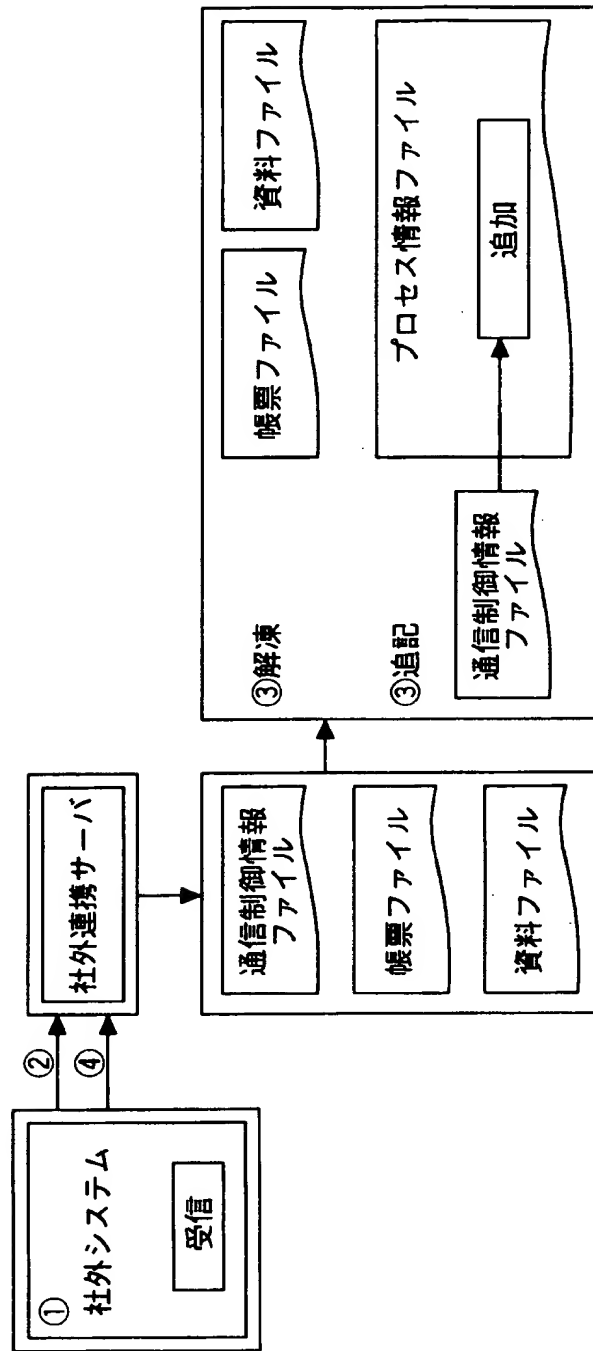 ①
社外システム
受信
②
④
社外連携サーバ
通信制御情報
ファイル
帳票ファイル
資料ファイル
③解凍
帳票ファイル
資料ファイル
③追記
通信制御情報
ファイル
プロセス情報ファイル
追加